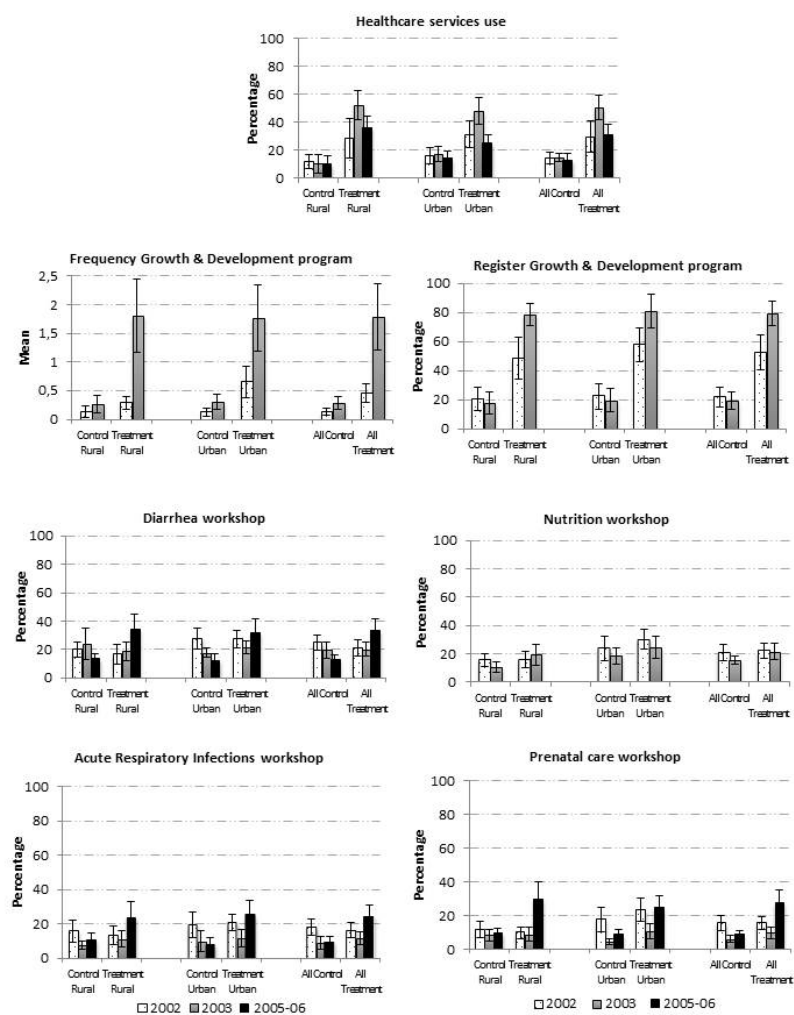 Healthcare services use
Percentage
100
80
60
40
20
0
Control Treatment Control Treatment All Control All
Rural Rural Urban Urban Treatment
Frequency Growth & Development program
Mean
2,5
2
1,5
1
0,5
0
Control Treatment Control Treatment All Control All
Rural Rural Urban Urban Treatment
Register Growth & Development program
Percentage
100
80
60
40
20
0
Control Treatment Control Treatment All Control All
Rural Rural Urban Urban Treatment
Diarrhea workshop
Percentage
100
80
60
40
20
0
Control Treatment Control Treatment All Control All
Rural Rural Urban Urban Treatment
Nutrition workshop
Percentage
100
80
60
40
20
0
Control Treatment Control Treatment All Control All
Rural Rural Urban Urban Treatment
Acute Respiratory Infections workshop
Percentage
100
80
60
40
20
0
Control Treatment Control Treatment All Control All
Rural Rural Urban Urban Treatment
2002 2003 2005-06
Prenatal care workshop
Percentage
100
80
60
40
20
0
Control Treatment Control Treatment All Control All
Rural Rural Urban Urban Treatment
2002 2003 2005-06